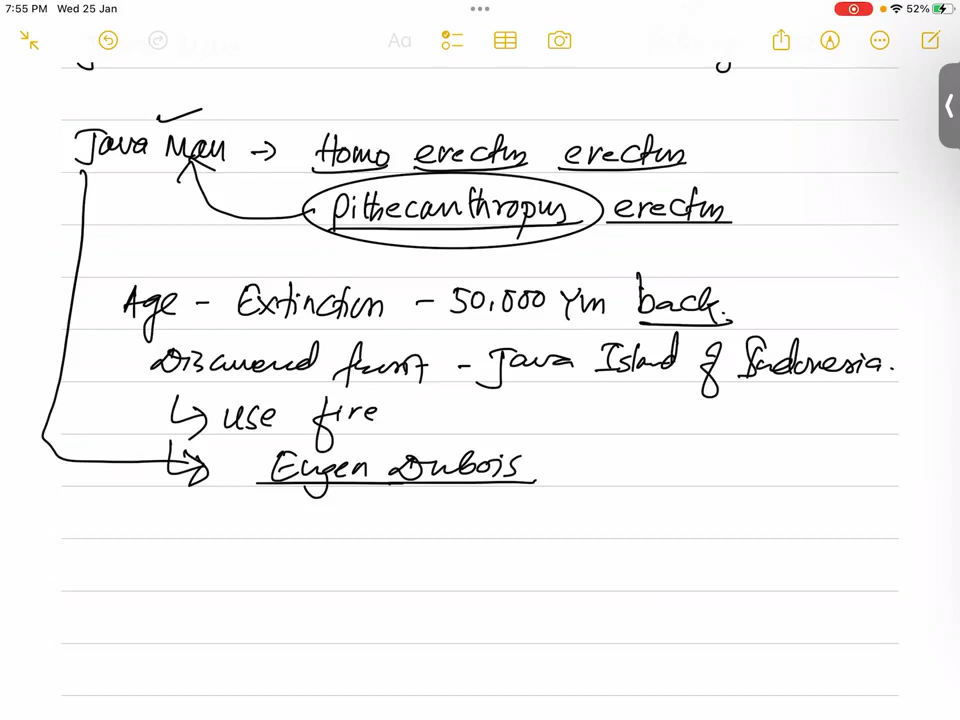 7:55 PM Wed 25 Jan 52%
Aa
Java Man → Homo erectus erectus
Pithecanthropus erectus
Age - Extinction - 50,000 Yrs back.
Discovered first - Java Island of Indonesia.
↳ use fire
↳ Eugen Dubois